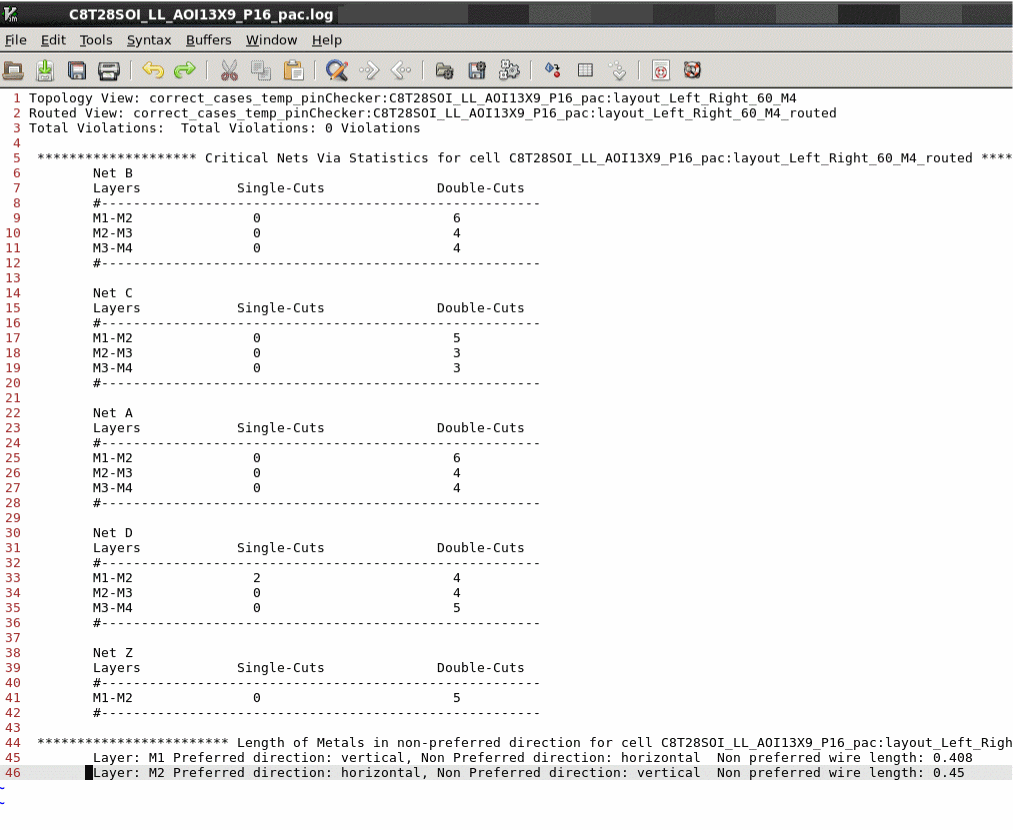 C8T28SOI_LL_AOI13X9_P16_pac.log
File Edit Tools Syntax Buffers Window Help
1 Topology View: correct_cases_temp_pinChecker:C8T28SOI_LL_AOI13X9_P16_pac:layout_Left_Right_60_M4
2 Routed View: correct_cases_temp_pinChecker:C8T28SOI_LL_AOI13X9_P16_pac:layout_Left_Right_60_M4_routed
3 Total Violations:  Total Violations: 0 Violations
4
5 ******************** Critical Nets Via Statistics for cell C8T28SOI_LL_AOI13X9_P16_pac:layout_Left_Right_60_M4_routed ****
6 Net B
7 Layers Single-Cuts Double-Cuts
8 #-------------------------------------------------------
9 M1-M2 0 6
10 M2-M3 0 4
11 M3-M4 0 4
12 #-------------------------------------------------------
13
14 Net C
15 Layers Single-Cuts Double-Cuts
16 #-------------------------------------------------------
17 M1-M2 0 5
18 M2-M3 0 3
19 M3-M4 0 3
20 #-------------------------------------------------------
21
22 Net A
23 Layers Single-Cuts Double-Cuts
24 #-------------------------------------------------------
25 M1-M2 0 6
26 M2-M3 0 4
27 M3-M4 0 4
28 #-------------------------------------------------------
29
30 Net D
31 Layers Single-Cuts Double-Cuts
32 #-------------------------------------------------------
33 M1-M2 2 4
34 M2-M3 0 4
35 M3-M4 0 5
36 #-------------------------------------------------------
37
38 Net Z
39 Layers Single-Cuts Double-Cuts
40 #-------------------------------------------------------
41 M1-M2 0 5
42 #-------------------------------------------------------
43
44 ************************ Length of Metals in non-preferred direction for cell C8T28SOI_LL_AOI13X9_P16_pac:layout_Left_Righ
45 Layer: M1 Preferred direction: vertical, Non Preferred direction: horizontal  Non preferred wire length: 0.408
46 Layer: M2 Preferred direction: horizontal, Non Preferred direction: vertical  Non preferred wire length: 0.45
~
~